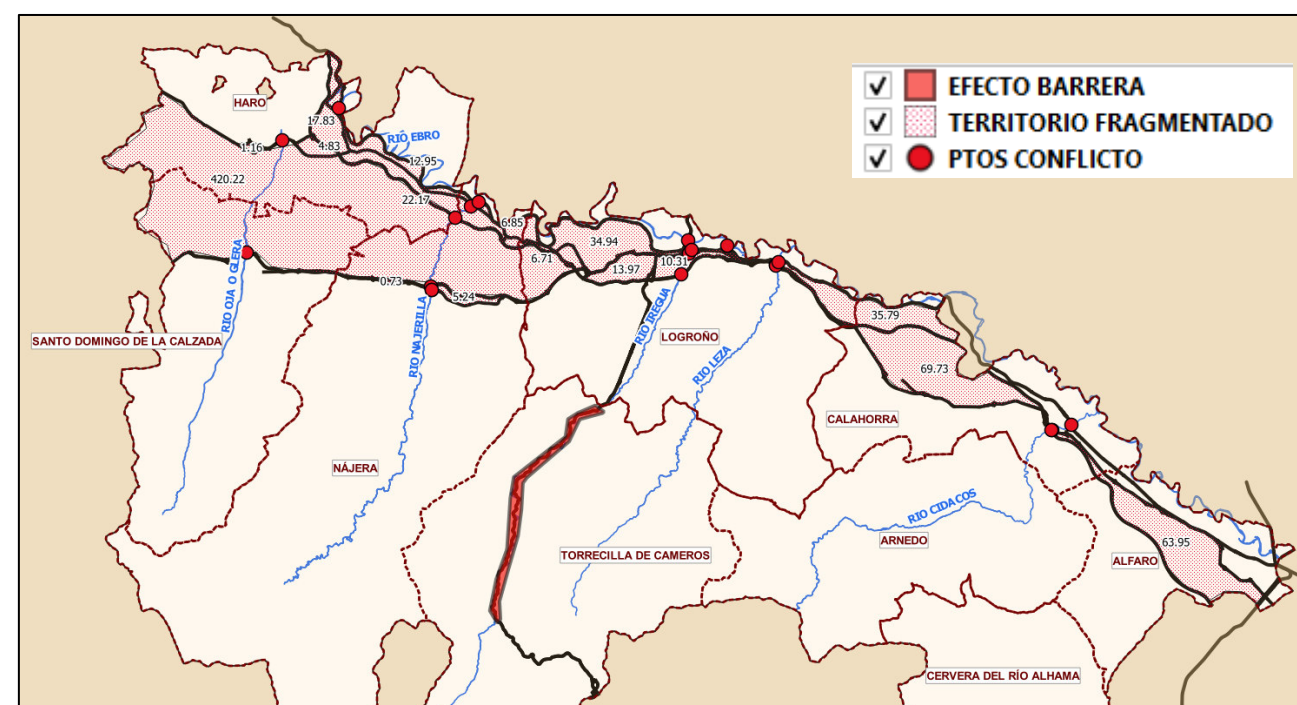 EFECTO BARRERA
TERRITORIO FRAGMENTADO
PTOS CONFLICTO
HARO
17.83
RIÓ EBRO
1.16
4.83
12.95
420.22
22.17
6.85
34.94
6.71
13.97
10.31
0.73
5.24
RIO OJA O GLERA
RIO NAJERILLA
RIO IREGUA
LOGROÑO
RIO LEZA
35.79
69.73
SANTO DOMINGO DE LA CALZADA
CALAHORRA
NÁJERA
RIO CIDACOS
TORRECILLA DE CAMEROS
ARNEDO
63.95
ALFARO
CERVERA DEL RÍO ALHAMA